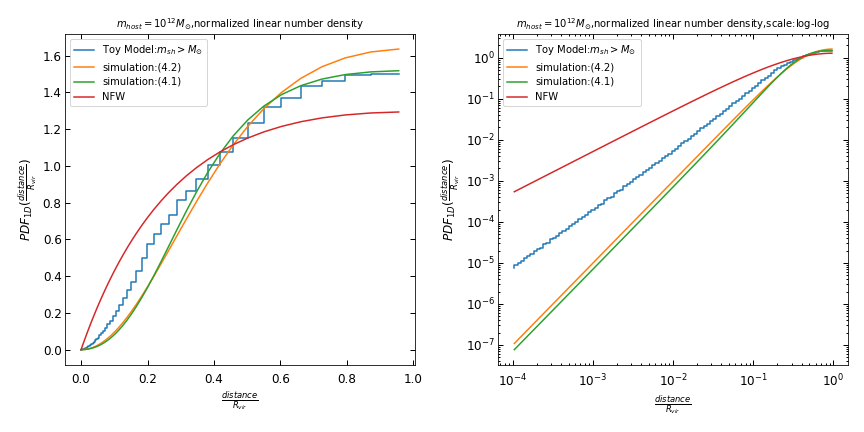 m_host = 10^12 M_⊙,normalized linear number density
Toy Model:m_sh > M_⊙
simulation:(4.2)
simulation:(4.1)
NFW
1.6
1.4
1.2
1.0
0.8
0.6
0.4
0.2
0.0
PDF_1D(distance/R_vir)
0.0 0.2 0.4 0.6 0.8 1.0
distance/R_vir
m_host = 10^12 M_⊙,normalized linear number density,scale:log-log
Toy Model:m_sh > M_⊙
simulation:(4.2)
simulation:(4.1)
NFW
10^0
10^−1
10^−2
10^−3
10^−4
10^−5
10^−6
10^−7
PDF_1D(distance/R_vir)
10^−4 10^−3 10^−2 10^−1 10^0
distance/R_vir